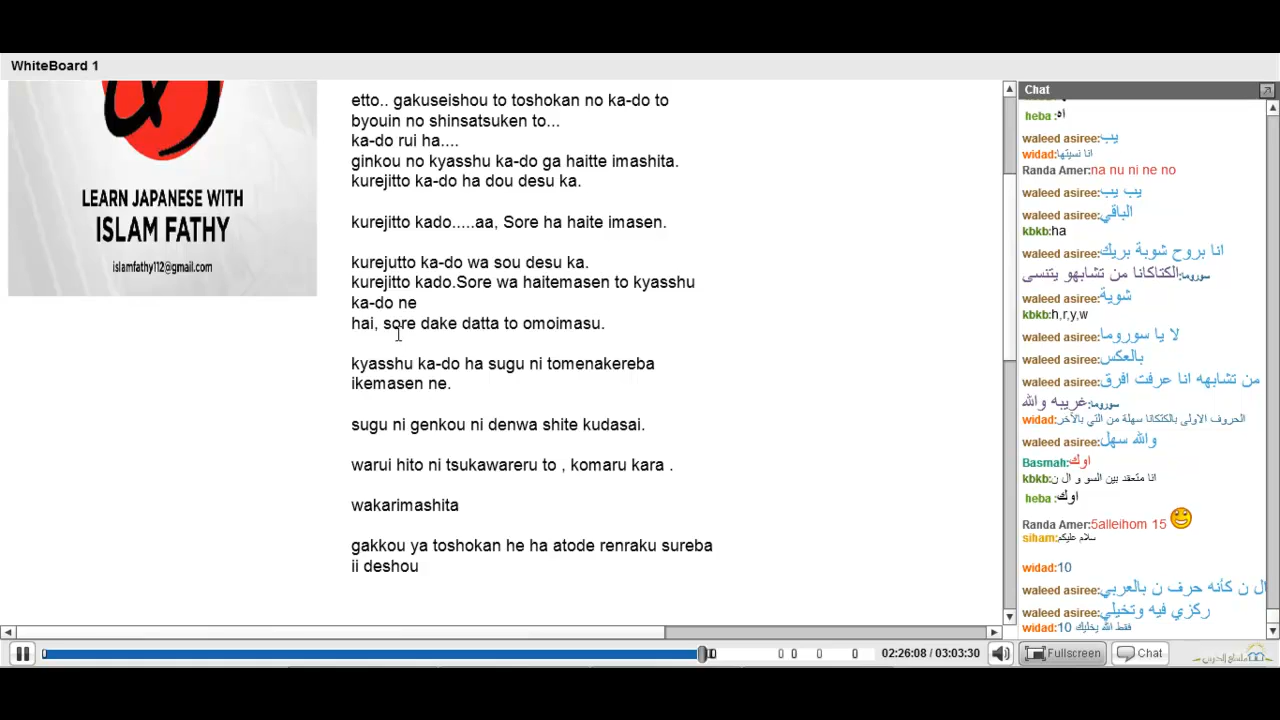 WhiteBoard 1
LEARN JAPANESE WITH
ISLAM FATHY
islamfathy112@gmail.com
etto.. gakuseishou to toshokan no ka-do to
byouin no shinsatsuken to...
ka-do rui ha....
ginkou no kyasshu ka-do ga haitte imashita.
kurejitto ka-do ha dou desu ka.
kurejitto kado.....aa, Sore ha haite imasen.
kurejutto ka-do wa sou desu ka.
kurejitto kado.Sore wa haitemasen to kyasshu
ka-do ne
hai, sore dake datta to omoimasu.
kyasshu ka-do ha sugu ni tomenakereba
ikemasen ne.
sugu ni genkou ni denwa shite kudasai.
warui hito ni tsukawareru to , komaru kara .
wakarimashita
gakkou ya toshokan he ha atode renraku sureba
ii deshou
Chat
heba: اه
waleed asiree: يب
widad: انا نسيتها
Randa Amer: na nu ni ne no
waleed asiree: يب يب
waleed asiree: الباقي
kbkb: ha
waleed asiree: انا بروح شوبة بريك
سوروما: الكتاكانا من تشابهو يتنسى
waleed asiree: شوية
kbkb: h,r,y,w
waleed asiree: لا يا سوروما
waleed asiree: بالعكس
waleed asiree: من تشابهه انا عرفت افرق
سوروما: غريبه والله
widad: الحروف الاولى بالكتكانا سهلة من التي بالآخر
waleed asiree: والله سهل
Basmah: اوك
kbkb: انا متعقد بين السو و ال ن
heba: اوك
Randa Amer: 5alleihom 15
siham: سلام عليكم
widad: 10
waleed asiree: ال ن كأنه حرف ن بالعربي
waleed asiree: ركزي فيه وتخيلي
widad: 10 فقط الله يخليك
02:26:08 / 03:03:30
Fullscreen
Chat